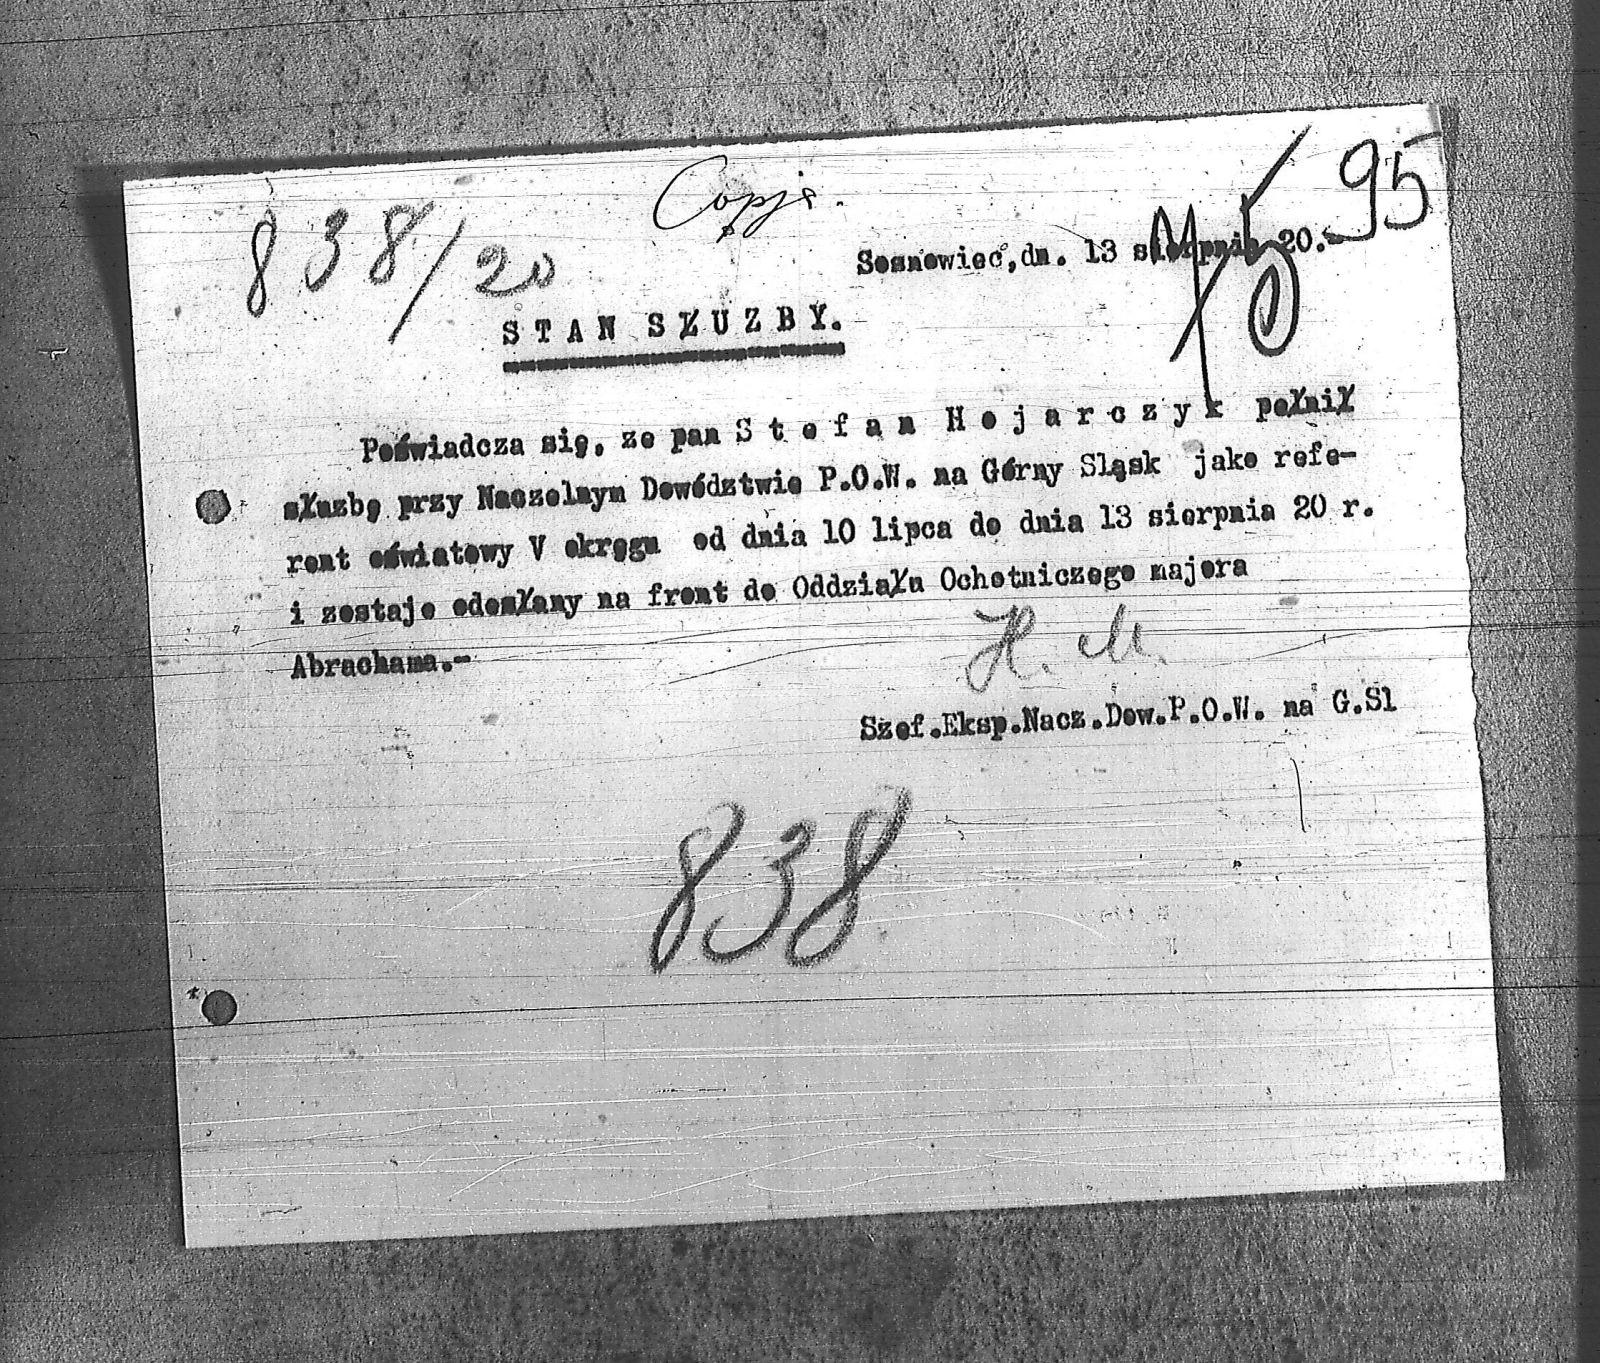 838/20
Copja.
95
Sosnowiec, dn. 13 sierpnia 20.-
STAN SŁUZBY.
Poświadcza się, ze pan Stefan Hojarczyk pełnił
służbę przy Naczelnym Dowództwie P.O.W. na Górny Sląsk jako refe-
rent oświatowy V okręgu od dnia 10 lipca do dnia 13 sierpnia 20 r.
i zostaje odesłany na front do Oddziału Ochotniczego majora
Abrachama.-
H. M.
Szef.Eksp.Nacz.Dow.P.O.W. na G.Sl
838